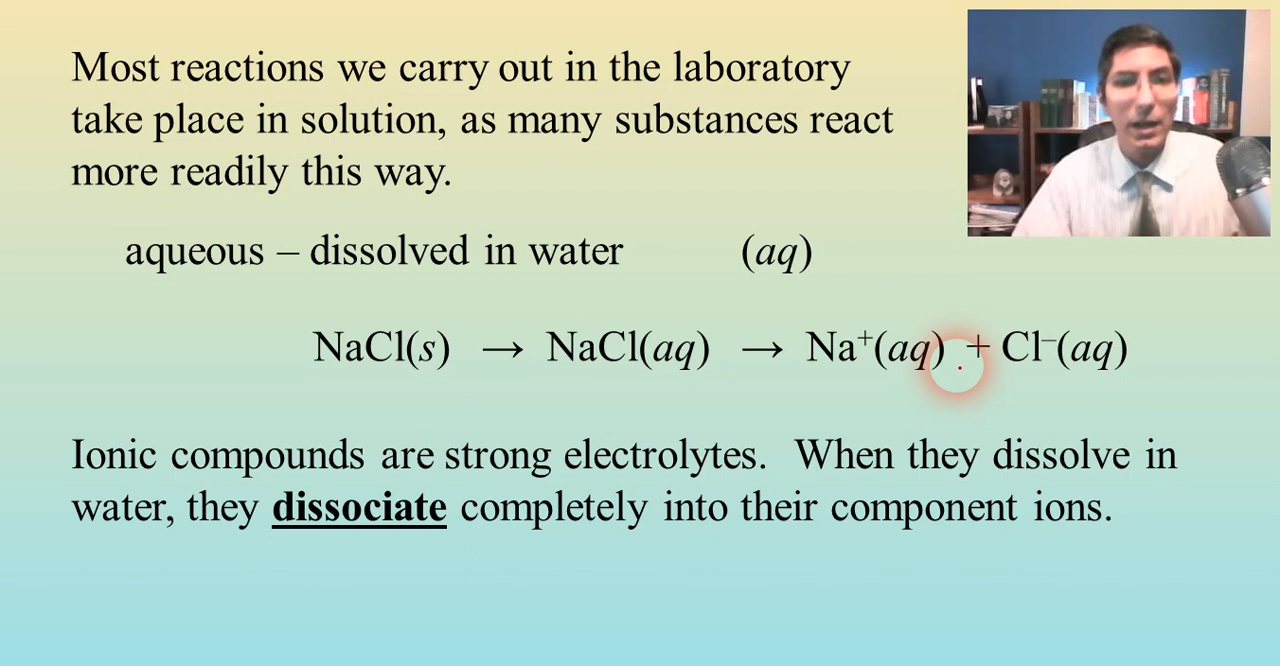 Most reactions we carry out in the laboratory
take place in solution, as many substances react
more readily this way.
aqueous – dissolved in water (aq)
NaCl(s) → NaCl(aq) → Na⁺(aq) + Cl⁻(aq)
Ionic compounds are strong electrolytes. When they dissolve in
water, they dissociate completely into their component ions.